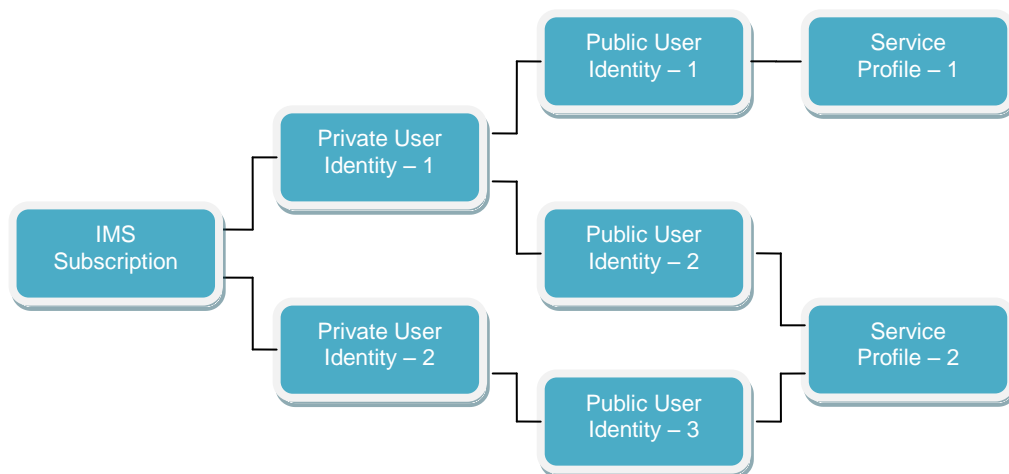 Public User
Identity – 1
Service
Profile – 1
Private User
Identity – 1
IMS
Subscription
Public User
Identity – 2
Private User
Identity – 2
Service
Profile – 2
Public User
Identity – 3